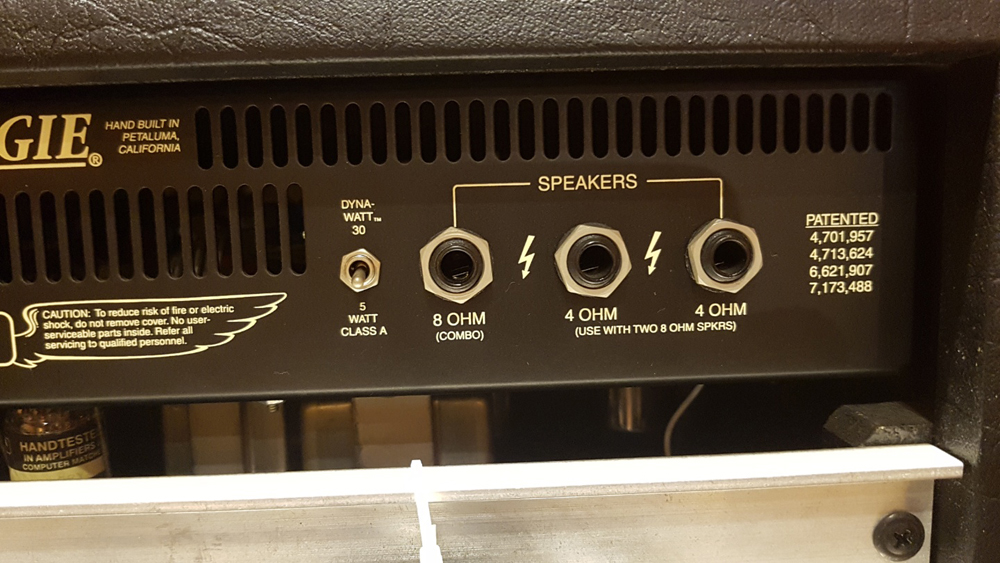 GIE®
HAND BUILT IN
PETALUMA,
CALIFORNIA
SPEAKERS
DYNA-
WATT™
30
5
WATT
CLASS A
8 OHM
(COMBO)
4 OHM
4 OHM
(USE WITH TWO 8 OHM SPKRS)
PATENTED
4,701,957
4,713,624
6,621,907
7,173,488
CAUTION: To reduce risk of fire or electric
shock, do not remove cover. No user-
serviceable parts inside. Refer all
servicing to qualified personnel.
HANDTESTE
IN AMPLIFIERS
COMPUTER MATCH